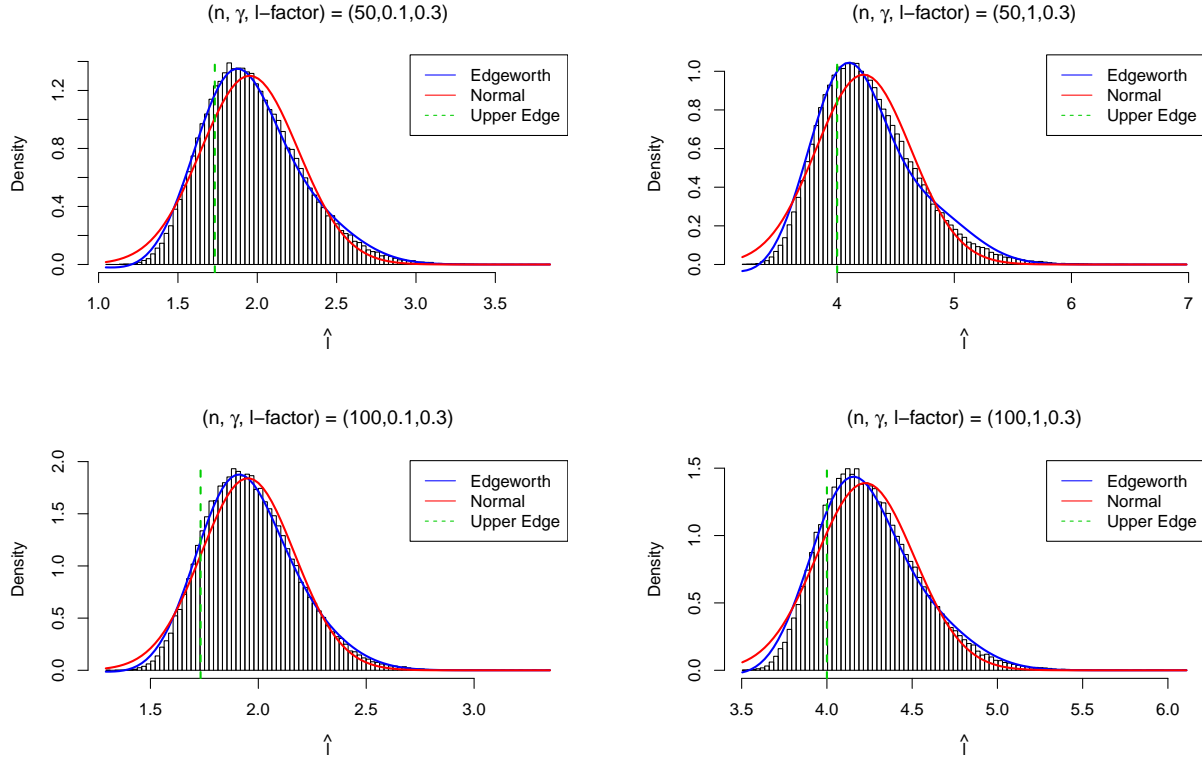 (n, γ, l−factor) = (50,0.1,0.3)
Density
0.0 0.4 0.8 1.2
1.0 1.5 2.0 2.5 3.0 3.5
l̂
Edgeworth
Normal
Upper Edge
(n, γ, l−factor) = (50,1,0.3)
Density
0.0 0.2 0.4 0.6 0.8 1.0
4 5 6 7
l̂
Edgeworth
Normal
Upper Edge
(n, γ, l−factor) = (100,0.1,0.3)
Density
0.0 0.5 1.0 1.5 2.0
1.5 2.0 2.5 3.0
l̂
Edgeworth
Normal
Upper Edge
(n, γ, l−factor) = (100,1,0.3)
Density
0.0 0.5 1.0 1.5
3.5 4.0 4.5 5.0 5.5 6.0
l̂
Edgeworth
Normal
Upper Edge